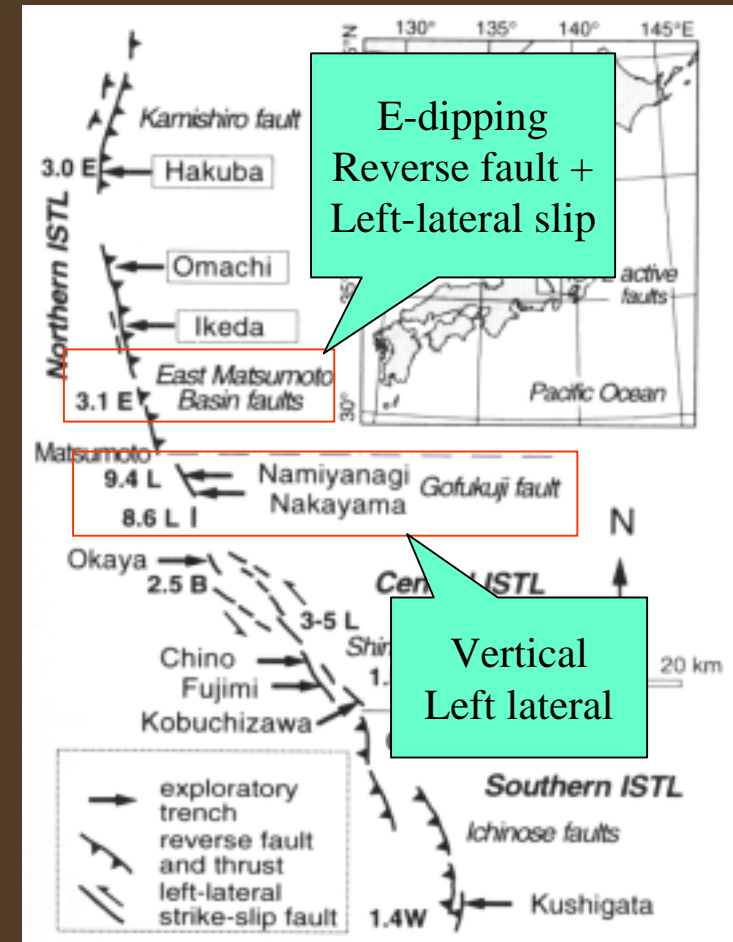 130°
135°
140°
145°E
°N
Kamishiro fault
E-dipping
Reverse fault +
Left-lateral slip
3.0 E
Hakuba
Northern ISTL
Omachi
35°
ISTL active
faults
Ikeda
East Matsumoto
Basin faults
3.1 E
30°
Pacific Ocean
Matsumoto
9.4 L
Namiyanagi
Gofukuji fault
Nakayama
8.6 L
N
Okaya
2.5 B
ISTL
3-5 L
Vertical
Left lateral
Chino
20 km
Fujimi
Kobuchizawa
Southern ISTL
exploratory
trench
reverse fault
and thrust
left-lateral
strike-slip fault
Ichinose faults
1.4W
Kushigata